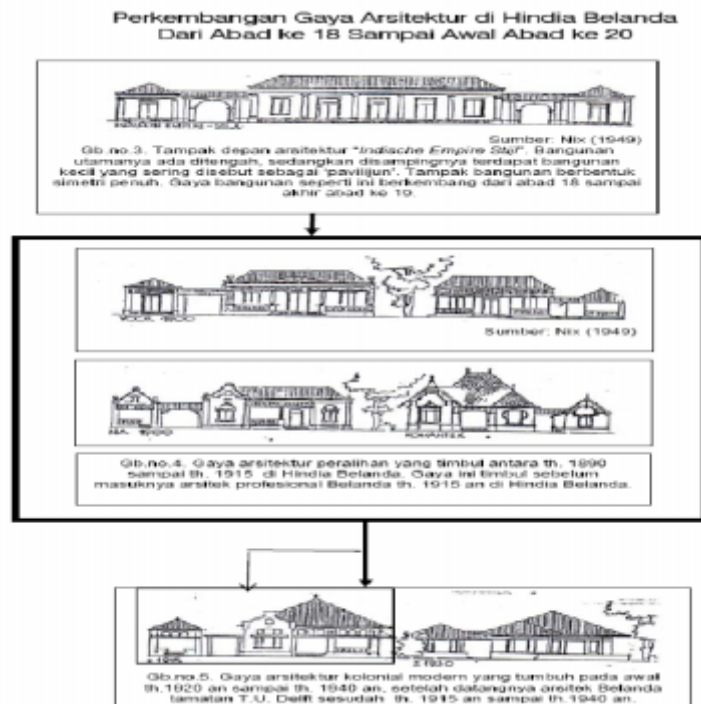 Perkembangan Gaya Arsitektur di Hindia Belanda
Dari Abad ke 18 Sampai Awal Abad ke 20
Sumber: Nix (1949)
Gb.no.3. Tampak depan arsitektur "Indische Empire Stijl". Bangunan
utamanya ada ditengah, sedangkan disampingnya terdapat bangunan
kecil yang sering disebut sebagai 'paviljun'. Tampak bangunan berbentuk
simetri penuh. Gaya bangunan seperti ini berkembang dari abad 18 sampai
akhir abad ke 19.
VOOR 1900
Sumber: Nix (1949)
NA 1900
ROMANTIEK
Gb.no.4. Gaya arsitektur peralihan yang timbul antara th. 1890
sampai th. 1915 di Hindia Belanda. Gaya ini timbul sebelum
masuknya arsitek profesional Belanda th. 1915 an di Hindia Belanda.
± 1930
Gb.no.5. Gaya arsitektur kolonial modern yang tumbuh pada awal
th.1920 an sampai th. 1940 an, setelah datangnya arsitek Belanda
tamatan T.U. Delft sesudah th. 1915 an sampai th.1940 an.